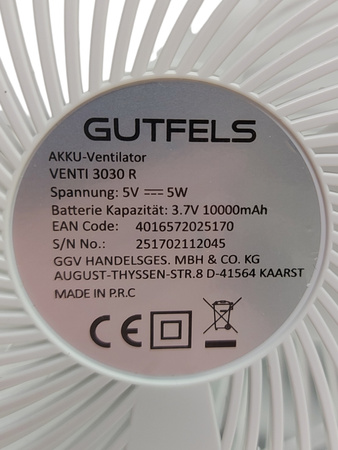 GUTFELS
AKKU-Ventilator
VENTI 3030 R
Spannung: 5V ⎓ 5W
Batterie Kapazität: 3.7V 10000mAh
EAN Code: 4016572025170
S/N No.: 251702112045
GGV HANDELSGES. MBH & CO. KG
AUGUST-THYSSEN-STR.8 D-41564 KAARST
MADE IN P.R.C
CE